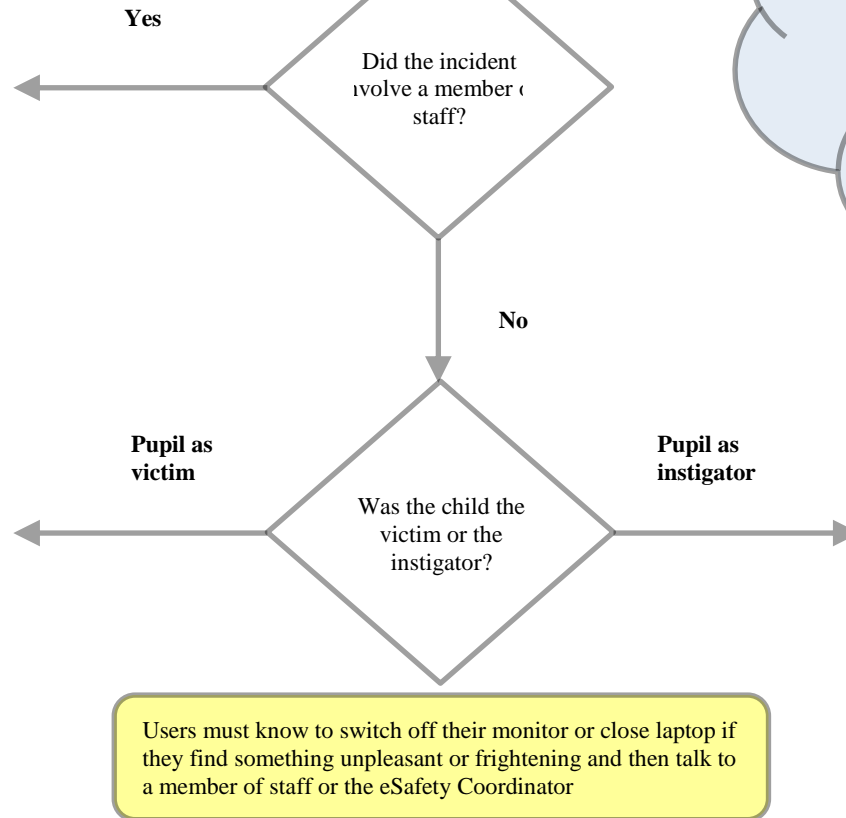 Yes
Did the incident
a member
staff?
No
Pupil as
victim
Pupil as
instigator
Was the child the
victim or the
instigator?
Users must know to switch off their monitor or close laptop if
they find something unpleasant or frightening and then talk to
a member of staff or the eSafety Coordinator